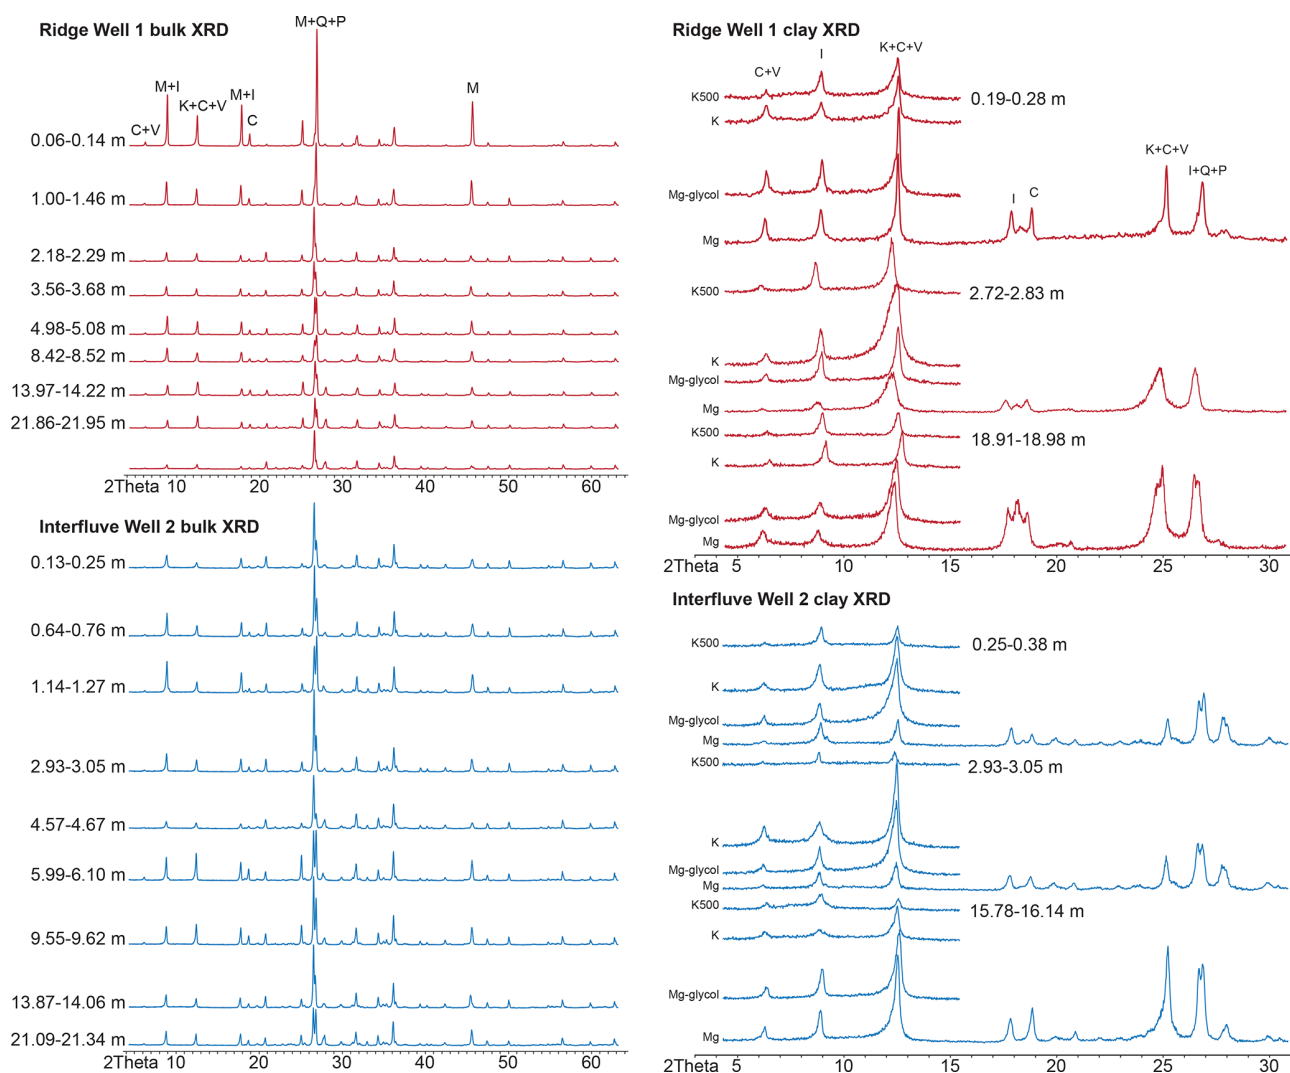 Ridge Well 1 bulk XRD
M+Q+P
M+I
K+C+V
M+I
C
C+V
M
0.06-0.14 m
1.00-1.46 m
2.18-2.29 m
3.56-3.68 m
4.98-5.08 m
8.42-8.52 m
13.97-14.22 m
21.86-21.95 m
2Theta 10 20 30 40 50 60
Interfluve Well 2 bulk XRD
0.13-0.25 m
0.64-0.76 m
1.14-1.27 m
2.93-3.05 m
4.57-4.67 m
5.99-6.10 m
9.55-9.62 m
13.87-14.06 m
21.09-21.34 m
2Theta 10 20 30 40 50 60
Ridge Well 1 clay XRD
C+V
I
K+C+V
K500
0.19-0.28 m
K
Mg-glycol
Mg
I
C
K+C+V
I+Q+P
K500
2.72-2.83 m
K
Mg-glycol
Mg
K500
18.91-18.98 m
K
Mg-glycol
Mg
2Theta 5 10 15 20 25 30
Interfluve Well 2 clay XRD
K500
0.25-0.38 m
K
Mg-glycol
Mg
K500
2.93-3.05 m
K
Mg-glycol
Mg
K500
15.78-16.14 m
K
Mg-glycol
Mg
2Theta 5 10 15 20 25 30